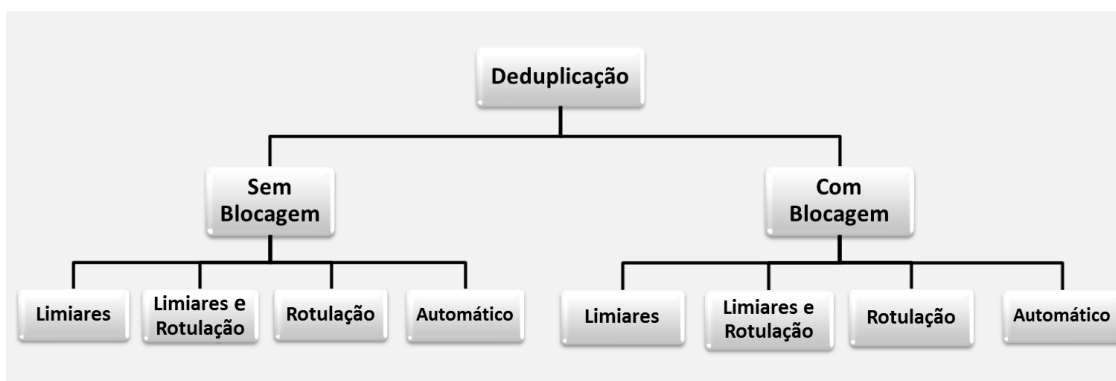 Deduplicação
Sem
Blocagem
Com
Blocagem
Limiares
Limiares e
Rotulação
Rotulação
Automático
Limiares
Limiares e
Rotulação
Rotulação
Automático